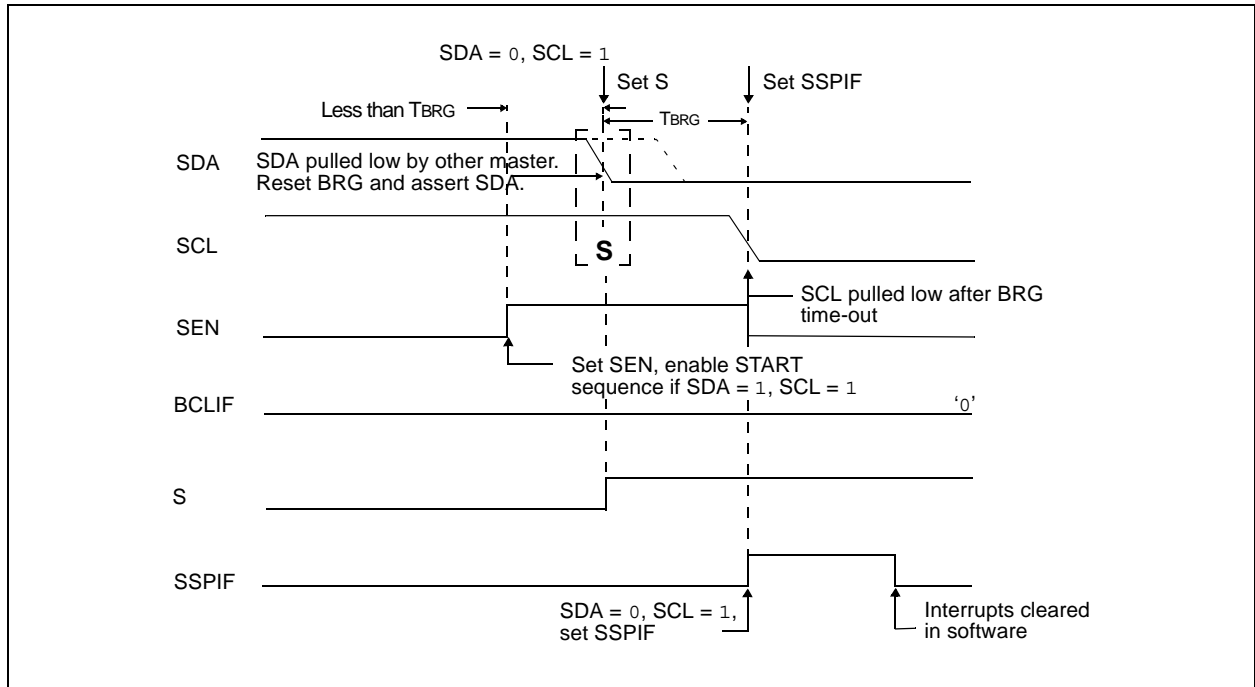 SDA = 0, SCL = 1
Set S
Set SSPIF
Less than TBRG
TBRG
SDA
SDA pulled low by other master.
Reset BRG and assert SDA.
SCL
S
SCL pulled low after BRG
time-out
SEN
Set SEN, enable START
sequence if SDA = 1, SCL = 1
BCLIF
‘0’
S
SSPIF
SDA = 0, SCL = 1,
set SSPIF
Interrupts cleared
in software